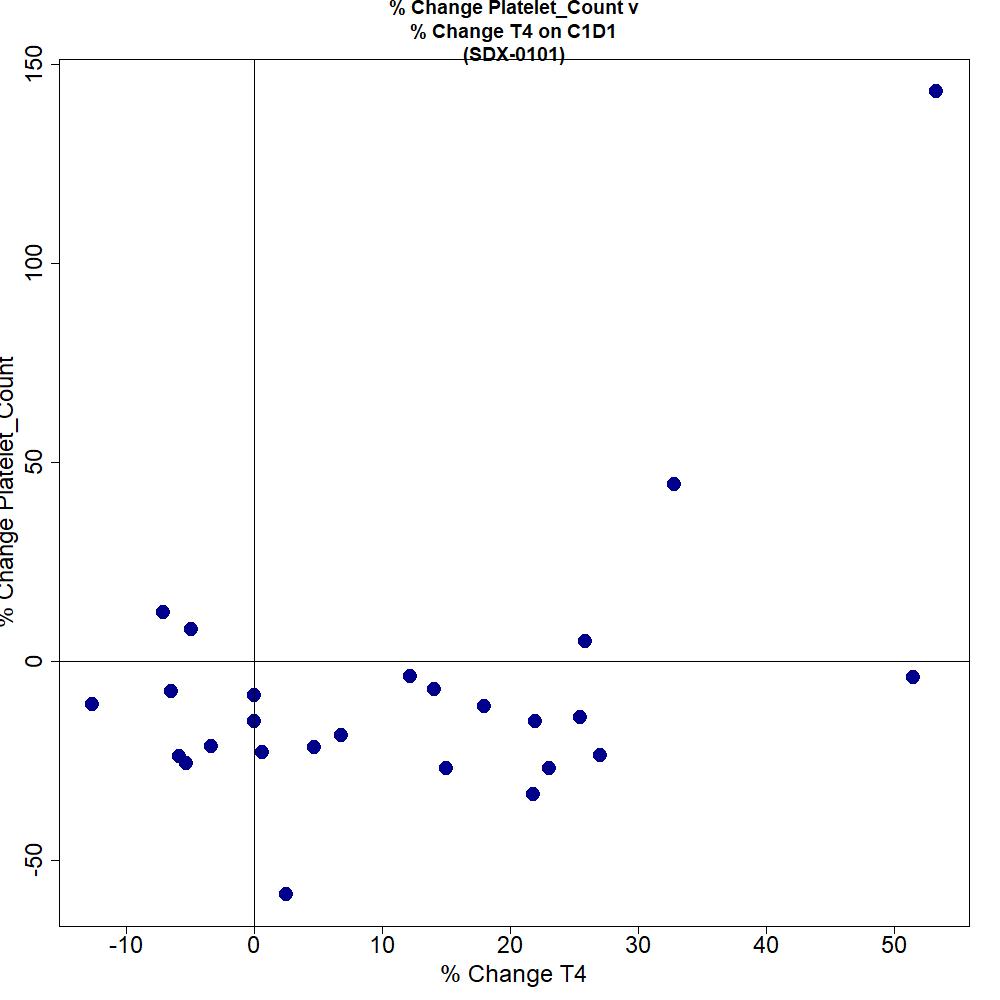 % Change Platelet_Count v
% Change T4 on C1D1
(SDX-0101)
150
100
50
0
-50
% Change Platelet_Count
-10
0
10
20
30
40
50
% Change T4